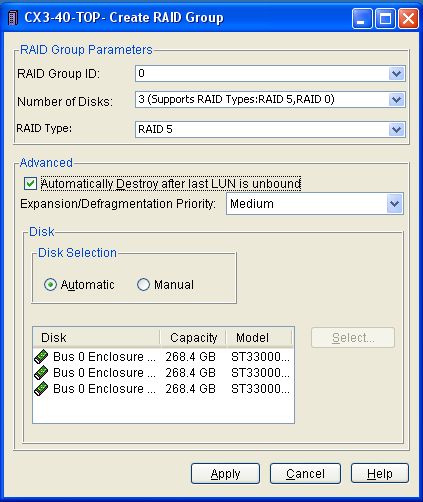 CX3-40-TOP- Create RAID Group
RAID Group Parameters
RAID Group ID: 0
Number of Disks: 3 (Supports RAID Types:RAID 5,RAID 0)
RAID Type: RAID 5
Advanced
Automatically Destroy after last LUN is unbound
Expansion/Defragmentation Priority: Medium
Disk
Disk Selection
Automatic Manual
Disk Capacity Model
Bus 0 Enclosure ... 268.4 GB ST33000...
Bus 0 Enclosure ... 268.4 GB ST33000...
Bus 0 Enclosure ... 268.4 GB ST33000...
Select...
Apply Cancel Help